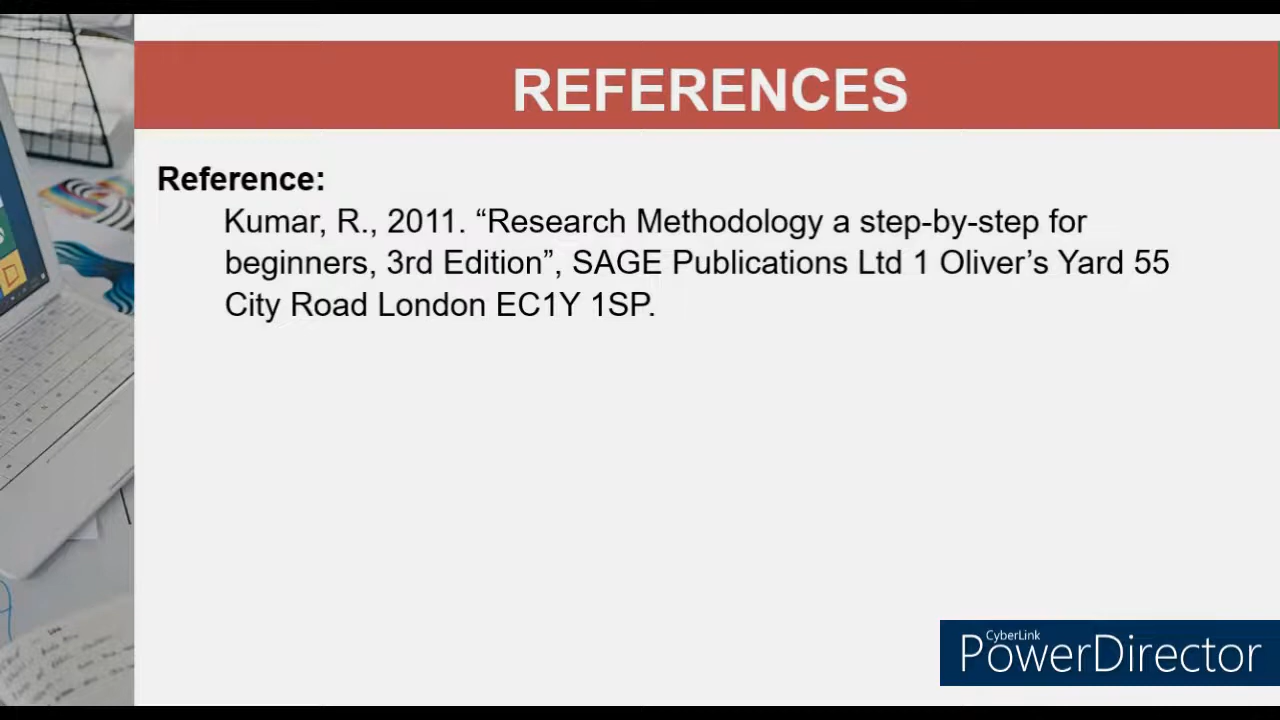 REFERENCES
Reference:
Kumar, R., 2011. “Research Methodology a step-by-step for
beginners, 3rd Edition”, SAGE Publications Ltd 1 Oliver’s Yard 55
City Road London EC1Y 1SP.
CyberLink
PowerDirector